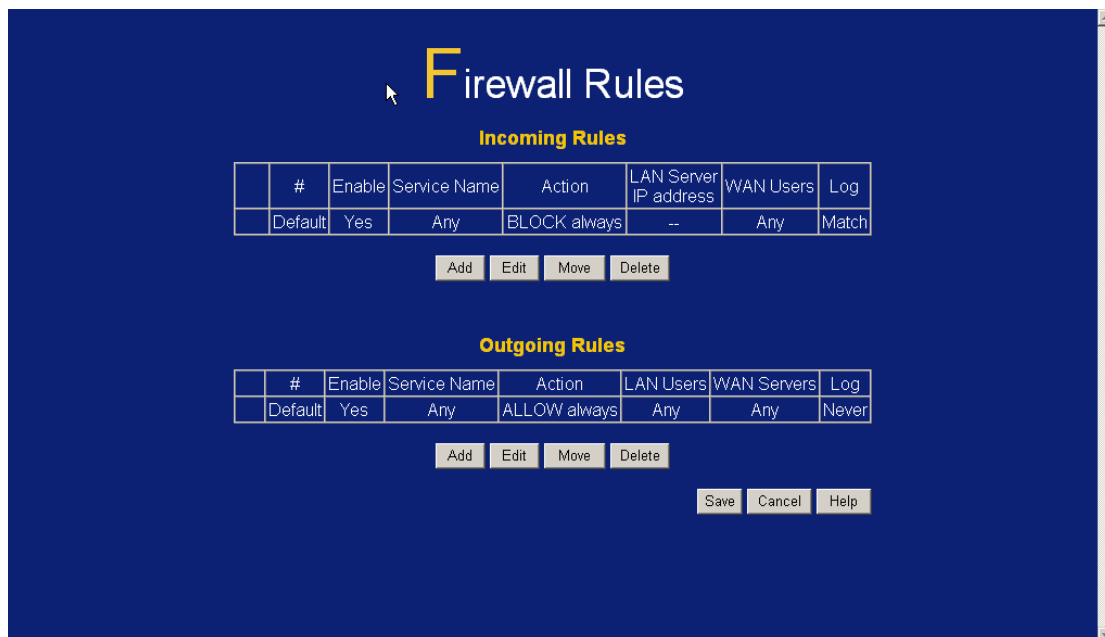 Firewall Rules
Incoming Rules
# Enable Service Name Action LAN Server IP address WAN Users Log
Default Yes Any BLOCK always -- Any Match
Add Edit Move Delete
Outgoing Rules
# Enable Service Name Action LAN Users WAN Servers Log
Default Yes Any ALLOW always Any Any Never
Add Edit Move Delete
Save Cancel Help